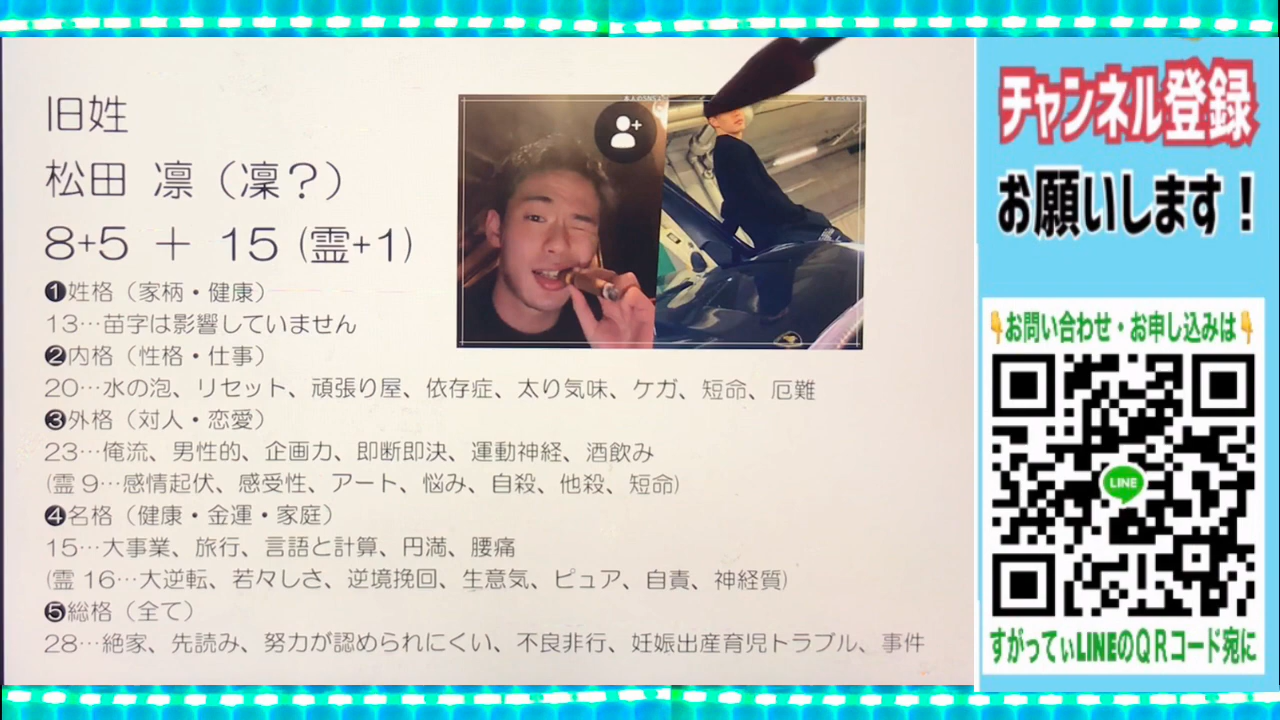 旧姓
松田 凛（凜？）
8+5 ＋ 15 (霊+1)
❶姓格（家柄・健康）
13…苗字は影響していません
❷内格（性格・仕事）
20…水の泡、リセット、頑張り屋、依存症、太り気味、ケガ、短命、厄難
❸外格（対人・恋愛）
23…俺流、男性的、企画力、即断即決、運動神経、酒飲み
(霊 9…感情起伏、感受性、アート、悩み、自殺、他殺、短命)
❹名格（健康・金運・家庭）
15…大事業、旅行、言語と計算、円満、腰痛
(霊 16…大逆転、若々しさ、逆境挽回、生意気、ピュア、自責、神経質)
❺総格（全て）
28…絶家、先読み、努力が認められにくい、不良非行、妊娠出産育児トラブル、事件
チャンネル登録
お願いします！
👇お問い合わせ・お申し込みは👇
LINE
すがってぃLINEのQRコード宛に